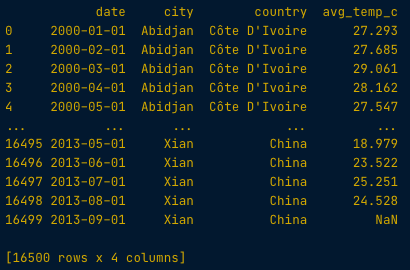 date city country avg_temp_c
0 2000-01-01 Abidjan Côte D'Ivoire 27.293
1 2000-02-01 Abidjan Côte D'Ivoire 27.685
2 2000-03-01 Abidjan Côte D'Ivoire 29.061
3 2000-04-01 Abidjan Côte D'Ivoire 28.162
4 2000-05-01 Abidjan Côte D'Ivoire 27.547
... ... ... ... ...
16495 2013-05-01 Xian China 18.979
16496 2013-06-01 Xian China 23.522
16497 2013-07-01 Xian China 25.251
16498 2013-08-01 Xian China 24.528
16499 2013-09-01 Xian China NaN
[16500 rows x 4 columns]